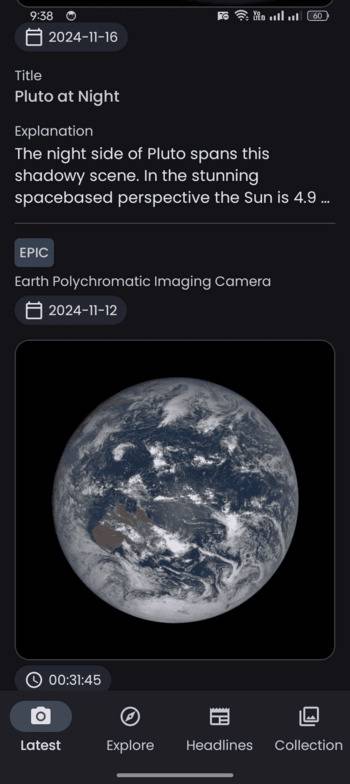 9:38
60
2024-11-16
Title
Pluto at Night
Explanation
The night side of Pluto spans this
shadowy scene. In the stunning
spacebased perspective the Sun is 4.9 ...
EPIC
Earth Polychromatic Imaging Camera
2024-11-12
00:31:45
Latest
Explore
Headlines
Collection